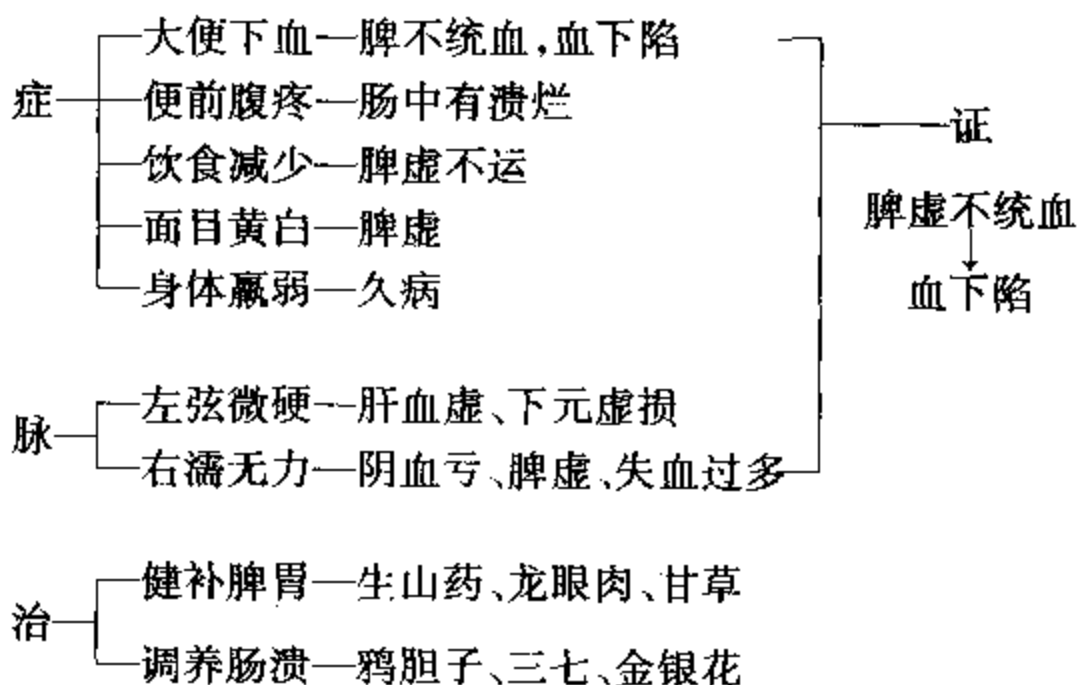 大便下血—脾不统血,血下陷
症—便前腹疼—肠中有溃烂
证
饮食减少—脾虚不运
脾虚不统血
面目黄白—脾虚
血下陷
身体羸弱—久病
左弦微硬—肝血虚、下元虚损
脉
右濡无力—阴血亏、脾虚、失血过多
健补脾胃—生山药、龙眼肉、甘草
治
调养肠溃—鸦胆子、三七、金银花